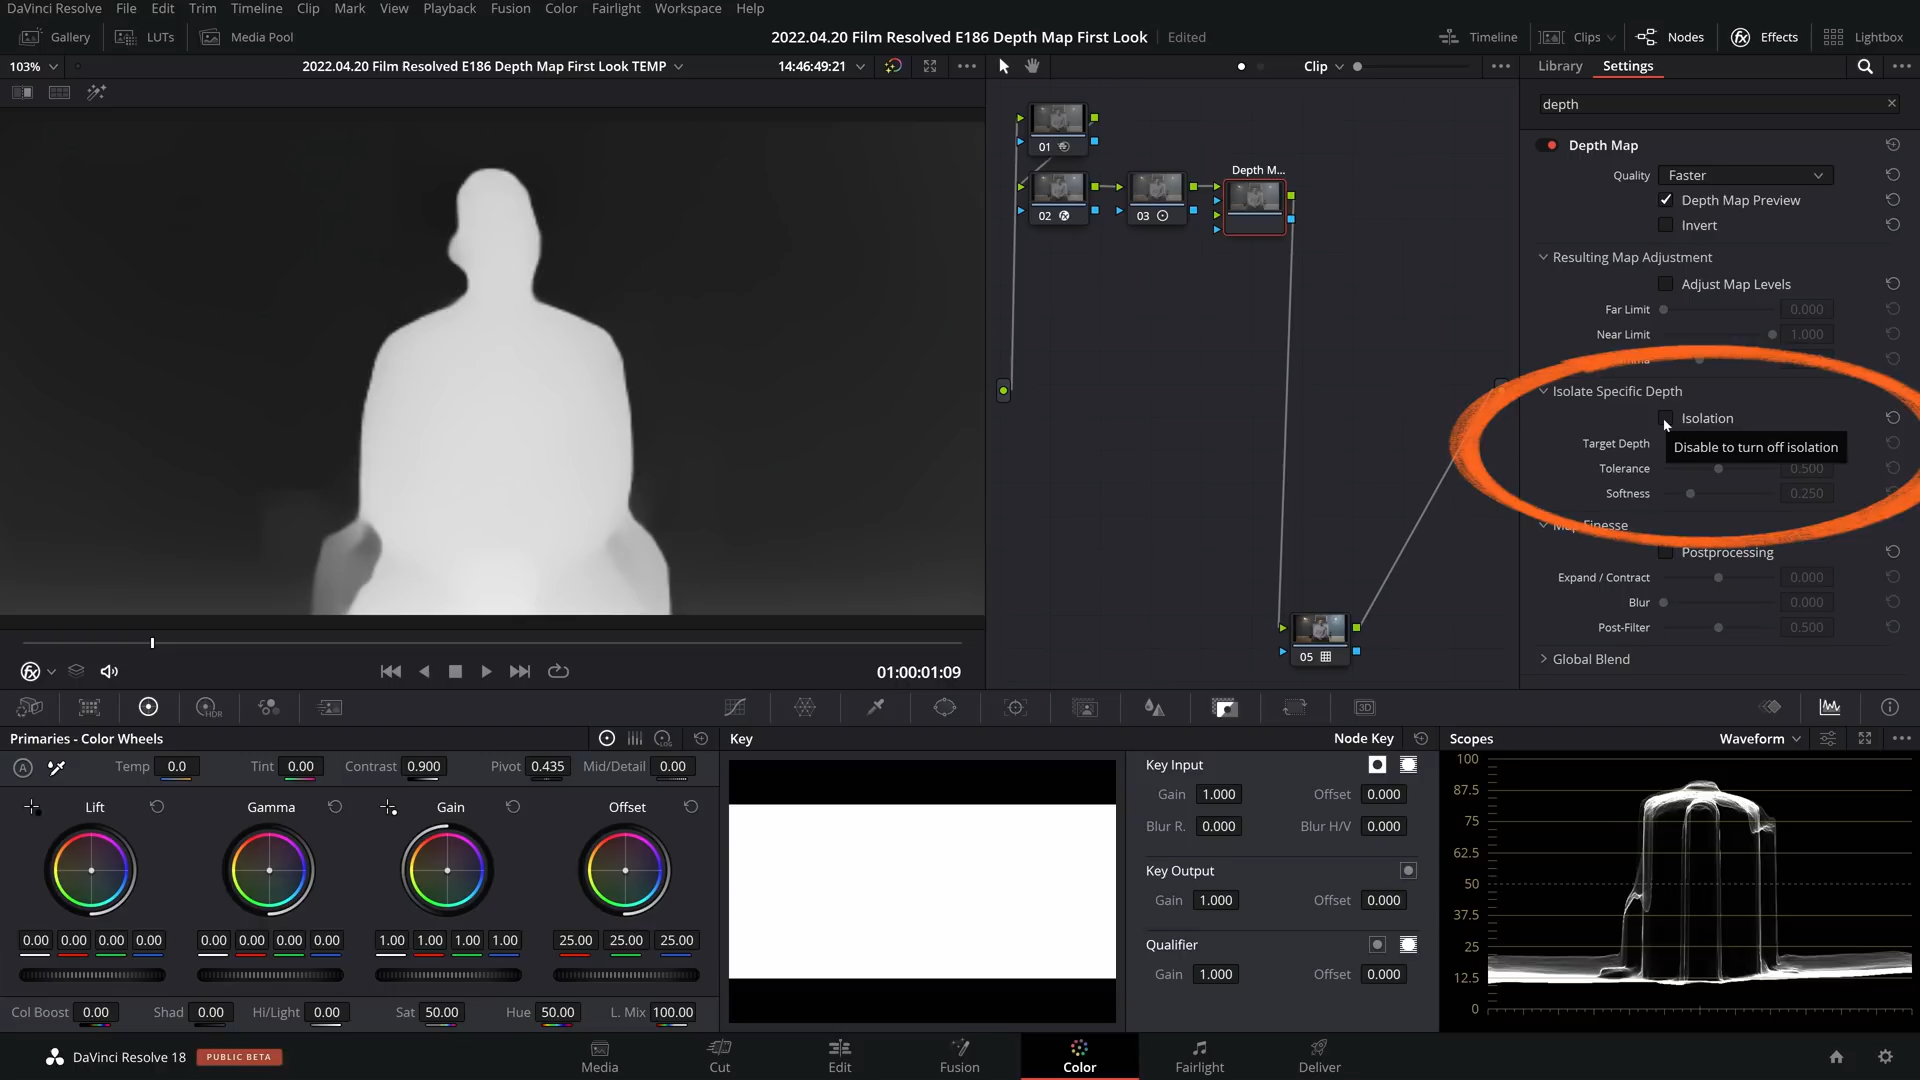 DaVinci Resolve File Edit Trim Timeline Clip Mark View Playback Fusion Color Fairlight Workspace Help
Gallery LUTs Media Pool 2022.04.20 Film Resolved E186 Depth Map First Look Edited Timeline Clips Nodes Effects Lightbox
103% 2022.04.20 Film Resolved E186 Depth Map First Look TEMP 14:46:49:21 Clip Library Settings
depth
Depth Map
Quality Faster
Depth Map Preview
Invert
Resulting Map Adjustment
Adjust Map Levels
Far Limit 0.000
Near Limit 1.000
Isolate Specific Depth
Isolation
Target Depth
Disable to turn off isolation
Tolerance 0.500
Softness 0.250
Map Finesse
Postprocessing
Expand / Contract 0.000
Blur 0.000
Post-Filter 0.500
Global Blend
01
02
03
Depth M...
05
01:00:01:09
HDR
LOG
3D
Primaries - Color Wheels
A
Temp 0.0 Tint 0.00 Contrast 0.900 Pivot 0.435 Mid/Detail 0.00
Lift Gamma Gain Offset
0.00 0.00 0.00 0.00 0.00 0.00 0.00 0.00 1.00 1.00 1.00 1.00 25.00 25.00 25.00
Col Boost 0.00 Shad 0.00 Hi/Light 0.00 Sat 50.00 Hue 50.00 L. Mix 100.00
Key Node Key
Key Input
Gain 1.000 Offset 0.000
Blur R. 0.000 Blur H/V 0.000
Key Output
Gain 1.000 Offset 0.000
Qualifier
Gain 1.000 Offset 0.000
Scopes Waveform
100
87.5
75
62.5
50
37.5
25
12.5
0
DaVinci Resolve 18 PUBLIC BETA
Media Cut Edit Fusion Color Fairlight Deliver